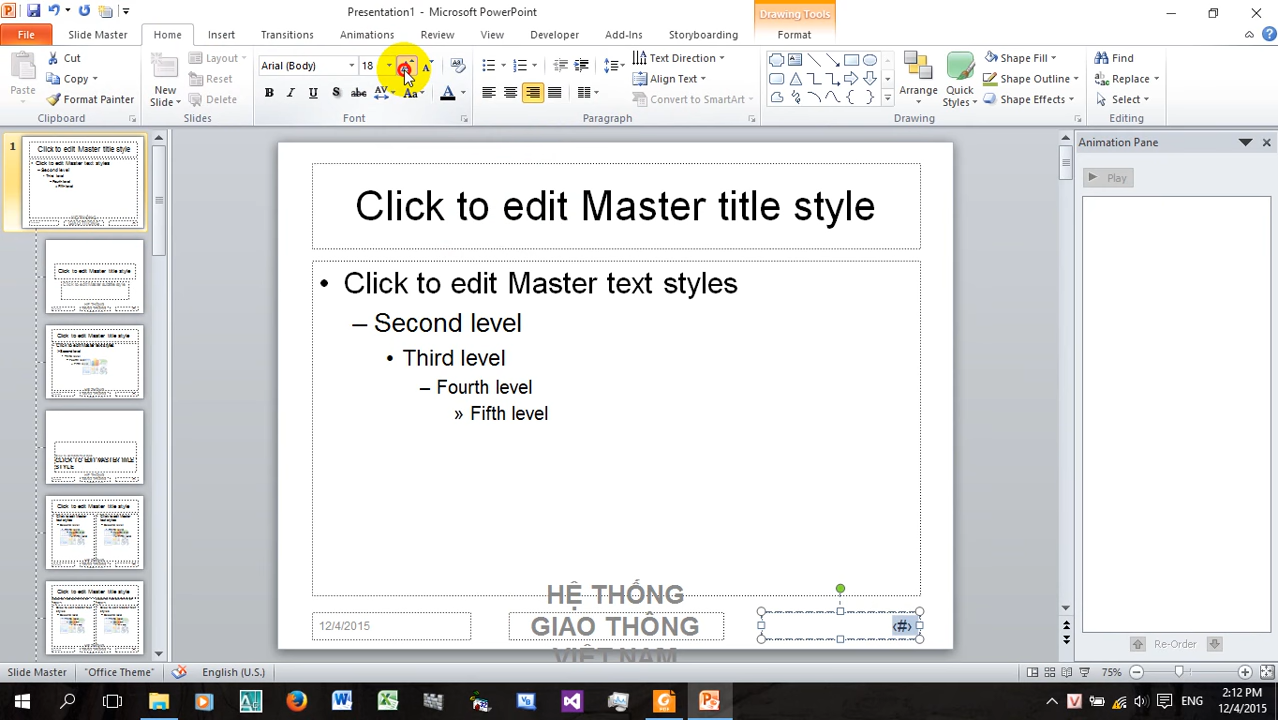 Presentation1 - Microsoft PowerPoint
Drawing Tools
File Slide Master Home Insert Transitions Animations Review View Developer Add-Ins Storyboarding Format
Paste
Cut
Copy
Format Painter
Clipboard
New Slide
Layout
Reset
Delete
Slides
Arial (Body) 18
Font
Text Direction
Align Text
Convert to SmartArt
Paragraph
Arrange
Quick Styles
Shape Fill
Shape Outline
Shape Effects
Drawing
Find
Replace
Select
Editing
1
Click to edit Master title style
• Click to edit Master text styles
– Second level
• Third level
– Fourth level
» Fifth level
HỆ THỐNG
GIAO THÔNG
VIỆT NAM
12/4/2015
‹#›
Animation Pane
Play
Re-Order
Slide Master "Office Theme" English (U.S.) 75%
2:12 PM
12/4/2015